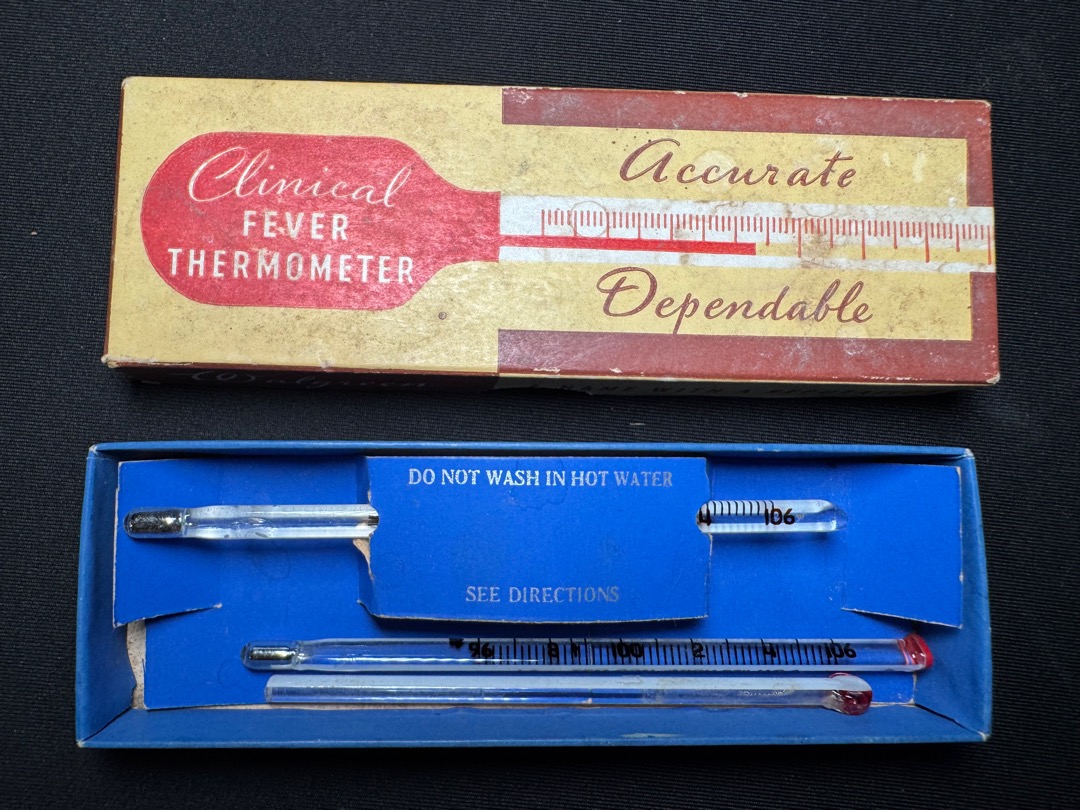 Clinical
FEVER
THERMOMETER
Accurate
Dependable
Walgreen
DO NOT WASH IN HOT WATER
106
SEE DIRECTIONS
96 8 100 2 4 106